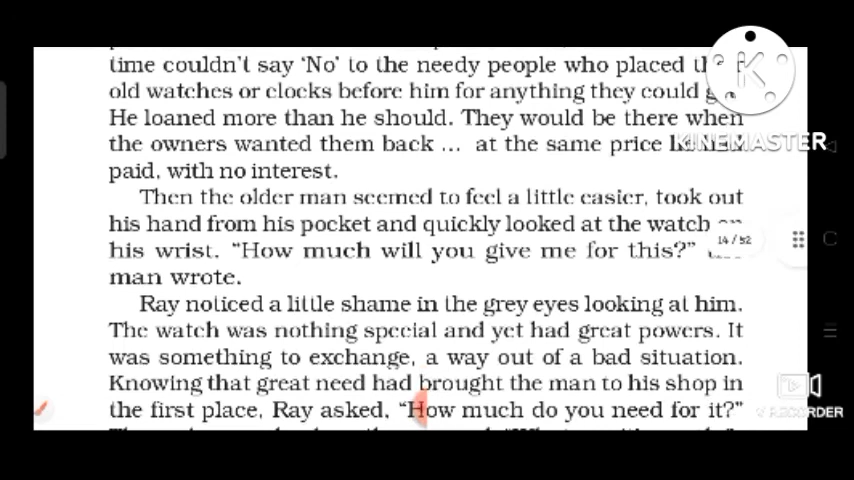 time couldn't say 'No' to the needy people who placed
old watches or clocks before him for anything they could
He loaned more than he should. They would be there when
the owners wanted them back ... at the same price
paid, with no interest.
Then the older man seemed to feel a little easier, took out
his hand from his pocket and quickly looked at the watch
his wrist. "How much will you give me for this?"
man wrote.
Ray noticed a little shame in the grey eyes looking at him.
The watch was nothing special and yet had great powers. It
was something to exchange, a way out of a bad situation.
Knowing that great need had brought the man to his shop in
the first place, Ray asked, "How much do you need for it?"
K
KINEMASTER
14 / 52
RECORDER